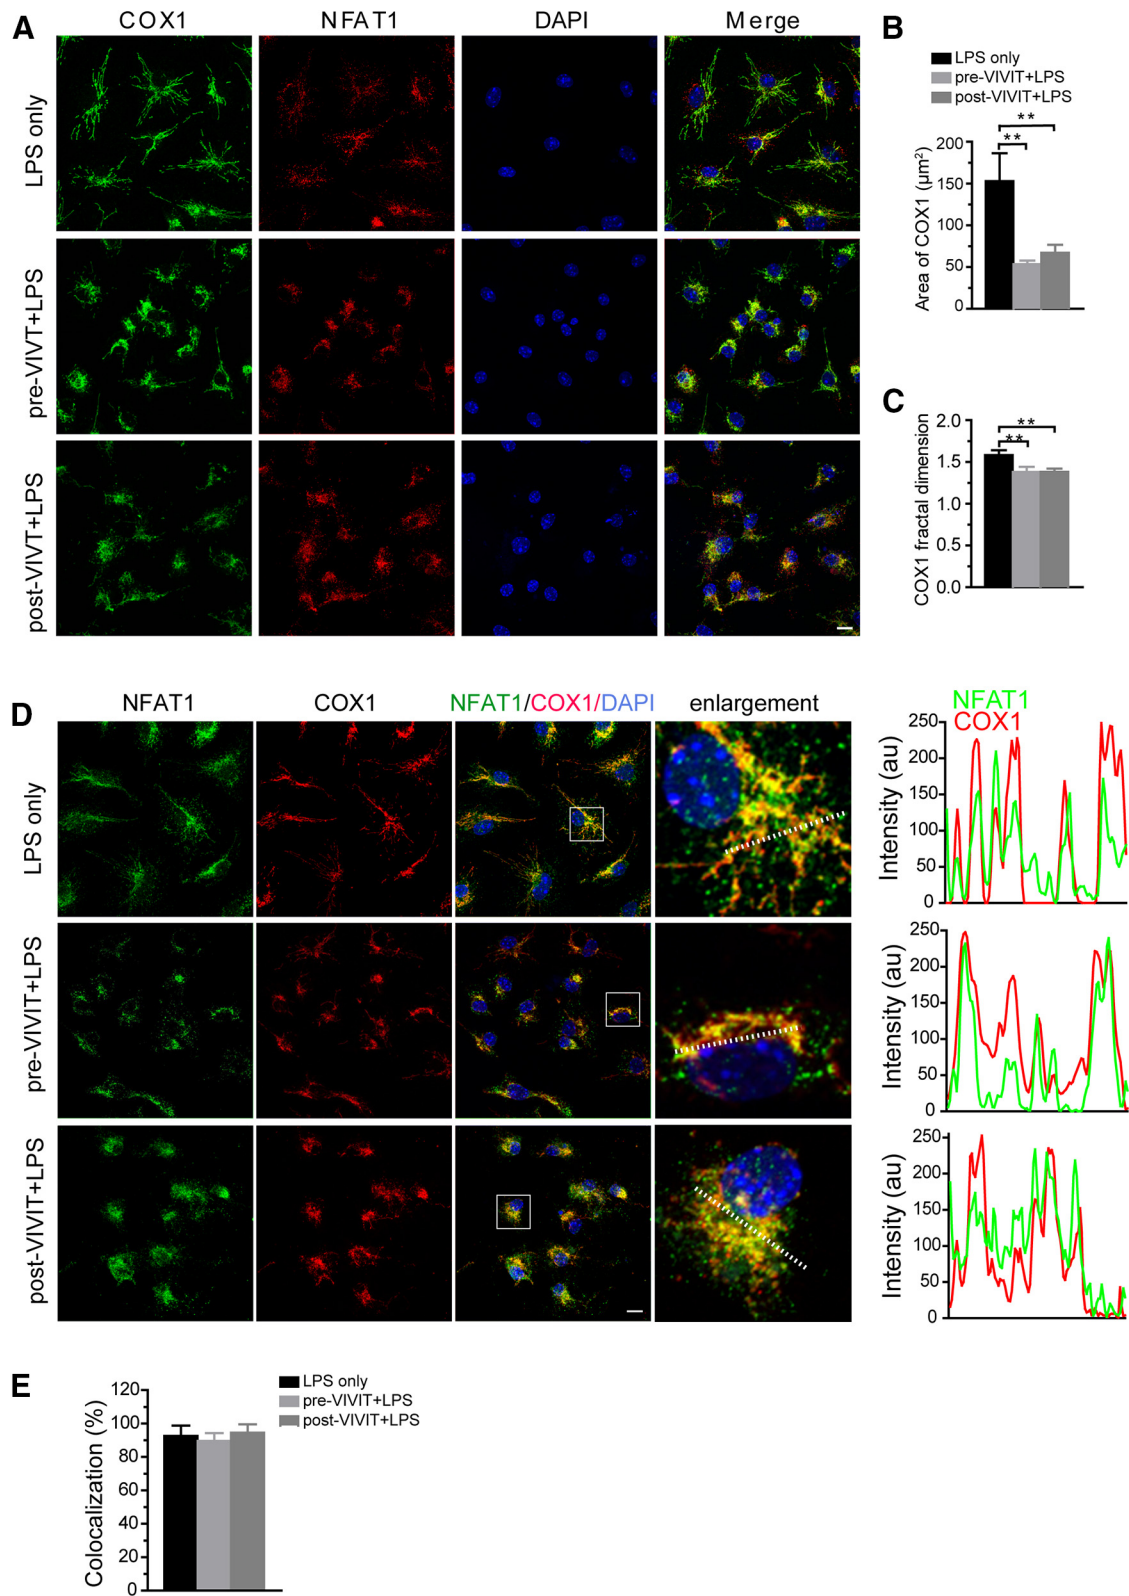 A
COX1 NFAT1 DAPI Merge
LPS only
pre-VIVT+LPS
post-VIVT+LPS
B
LPS only
pre-VIVIT+LPS
post-VIVIT+LPS
** **
Area of COX1 (µm²)
200
150
100
50
0
C
** **
COX1 fractal dimension
2.0
1.5
1.0
0.5
0.0
D
NFAT1 COX1 NFAT1/COX1/DAPI enlargement
LPS only
pre-VIVIT+LPS
post-VIVIT+LPS
NFAT1
COX1
Intensity (au)
250
200
150
100
50
0
Intensity (au)
250
200
150
100
50
0
Intensity (au)
250
200
150
100
50
0
E
LPS only
pre-VIVIT+LPS
post-VIVIT+LPS
Colocalization (%)
120
100
80
60
40
20
0